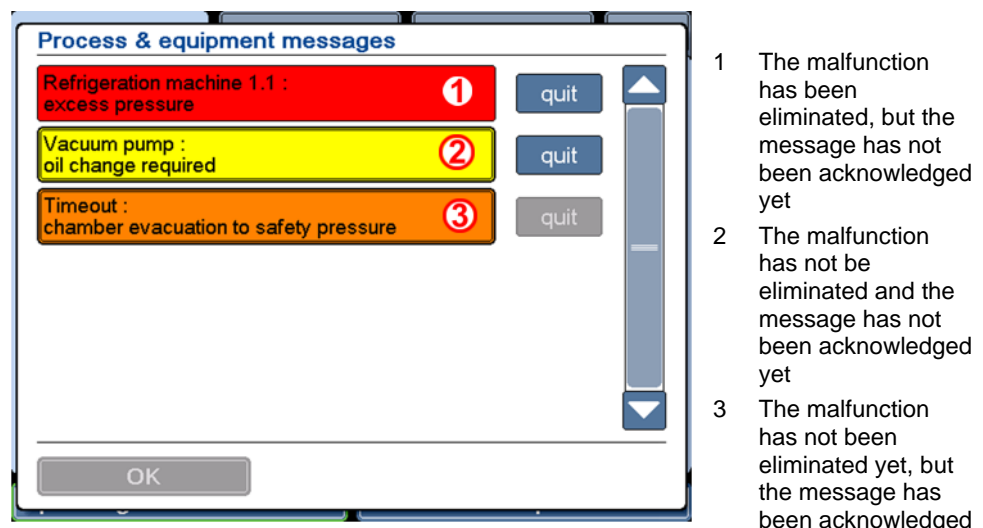 Process & equipment messages
Refrigeration machine 1.1 :
excess pressure
1
quit
Vacuum pump :
oil change required
2
quit
Timeout :
chamber evacuation to safety pressure
3
quit
OK
1 The malfunction
has been
eliminated, but the
message has not
been acknowledged
yet
2 The malfunction
has not be
eliminated and the
message has not
been acknowledged
yet
3 The malfunction
has not been
eliminated yet, but
the message has
been acknowledged